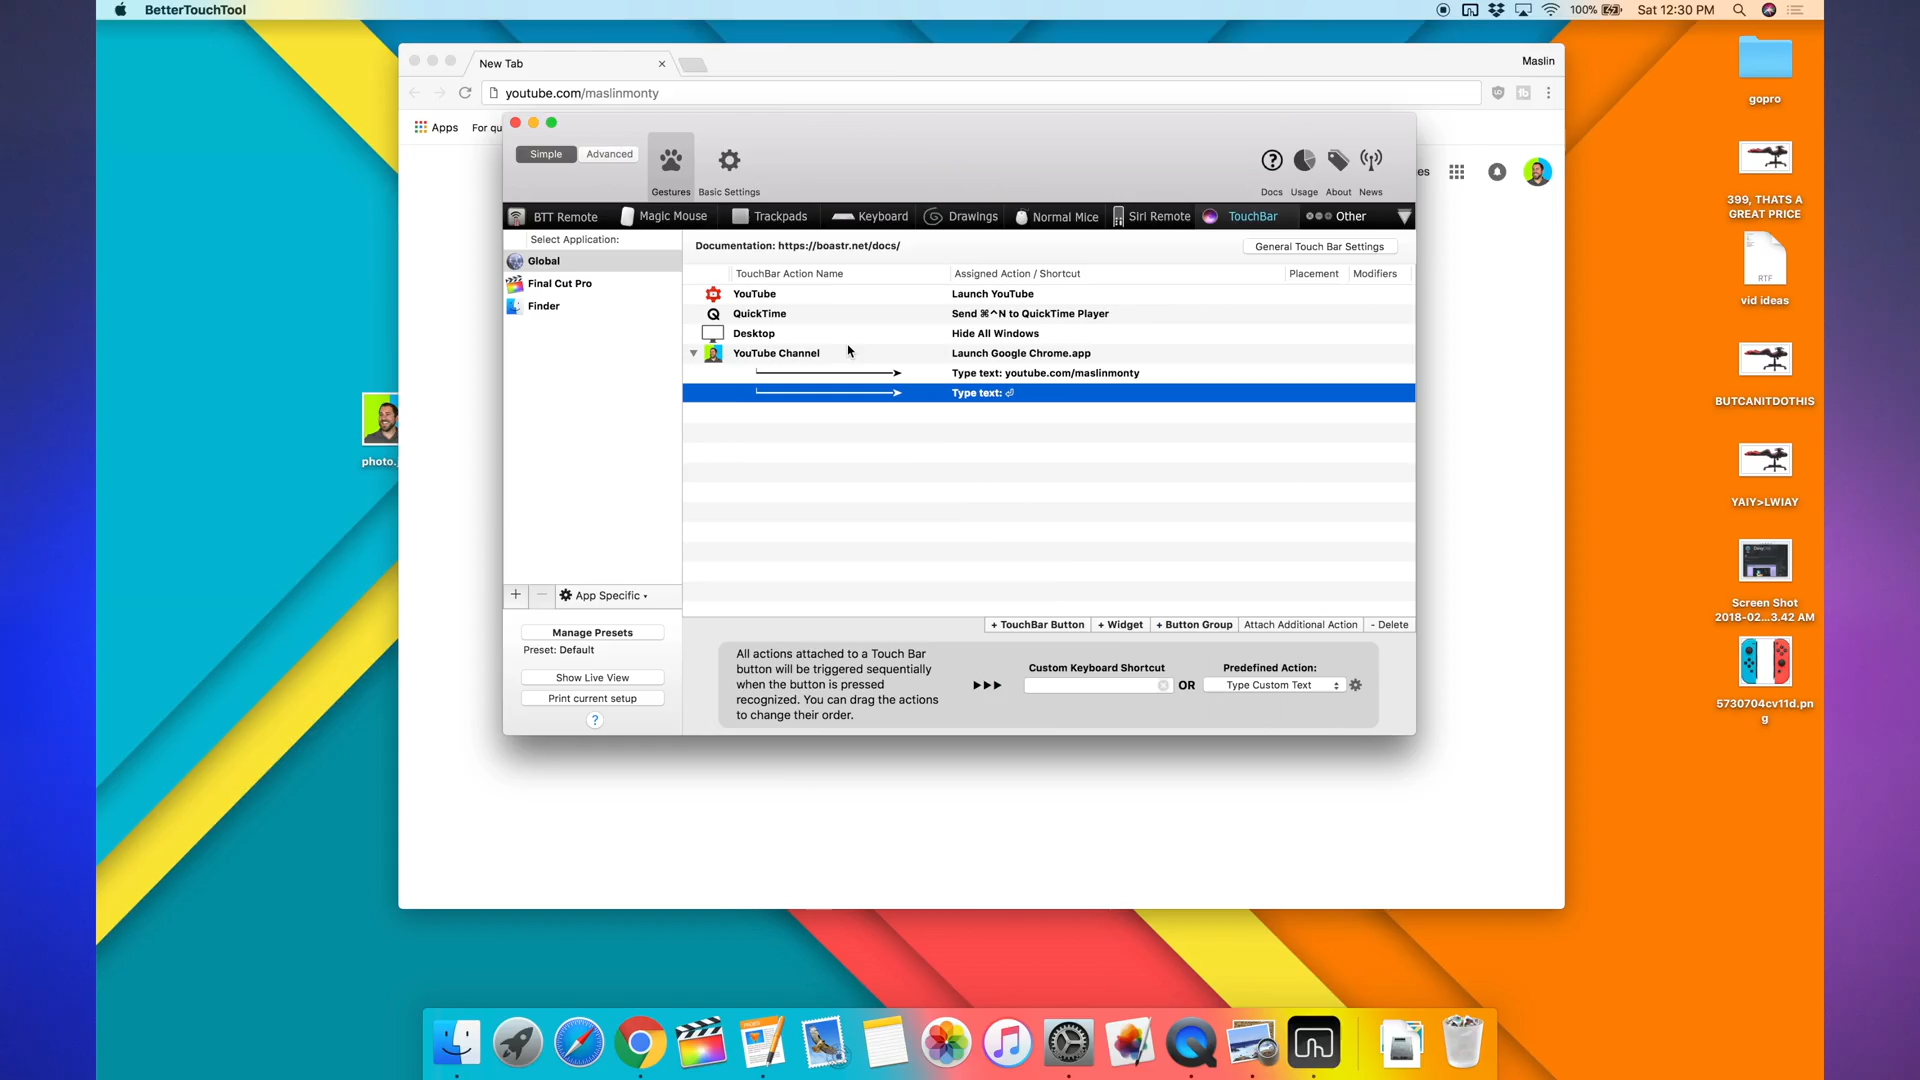 BetterTouchTool
100%
Sat 12:30 PM
New Tab
Maslin
youtube.com/maslinmonty
Apps
For qu
es
Simple
Advanced
Gestures
Basic Settings
Docs
Usage
About
News
BTT Remote
Magic Mouse
Trackpads
Keyboard
Drawings
Normal Mice
Siri Remote
TouchBar
Other
Select Application:
Global
Final Cut Pro
Finder
Documentation: https://boastr.net/docs/
General Touch Bar Settings
TouchBar Action Name
Assigned Action / Shortcut
Placement
Modifiers
YouTube
Launch YouTube
QuickTime
Send ⌘^N to QuickTime Player
Desktop
Hide All Windows
YouTube Channel
Launch Google Chrome.app
Type text: youtube.com/maslinmonty
Type text: ⏎
+
−
App Specific
Manage Presets
Preset: Default
Show Live View
Print current setup
?
+ TouchBar Button
+ Widget
+ Button Group
Attach Additional Action
- Delete
All actions attached to a Touch Bar
button will be triggered sequentially
when the button is pressed
recognized. You can drag the actions
to change their order.
Custom Keyboard Shortcut
OR
Predefined Action:
Type Custom Text
photo.
gopro
399, THATS A
GREAT PRICE
RTF
vid ideas
BUTCANITDOTHIS
YAIY>LWIAY
Screen Shot
2018-02...3.42 AM
5730704cv11d.pn
g
PAGES